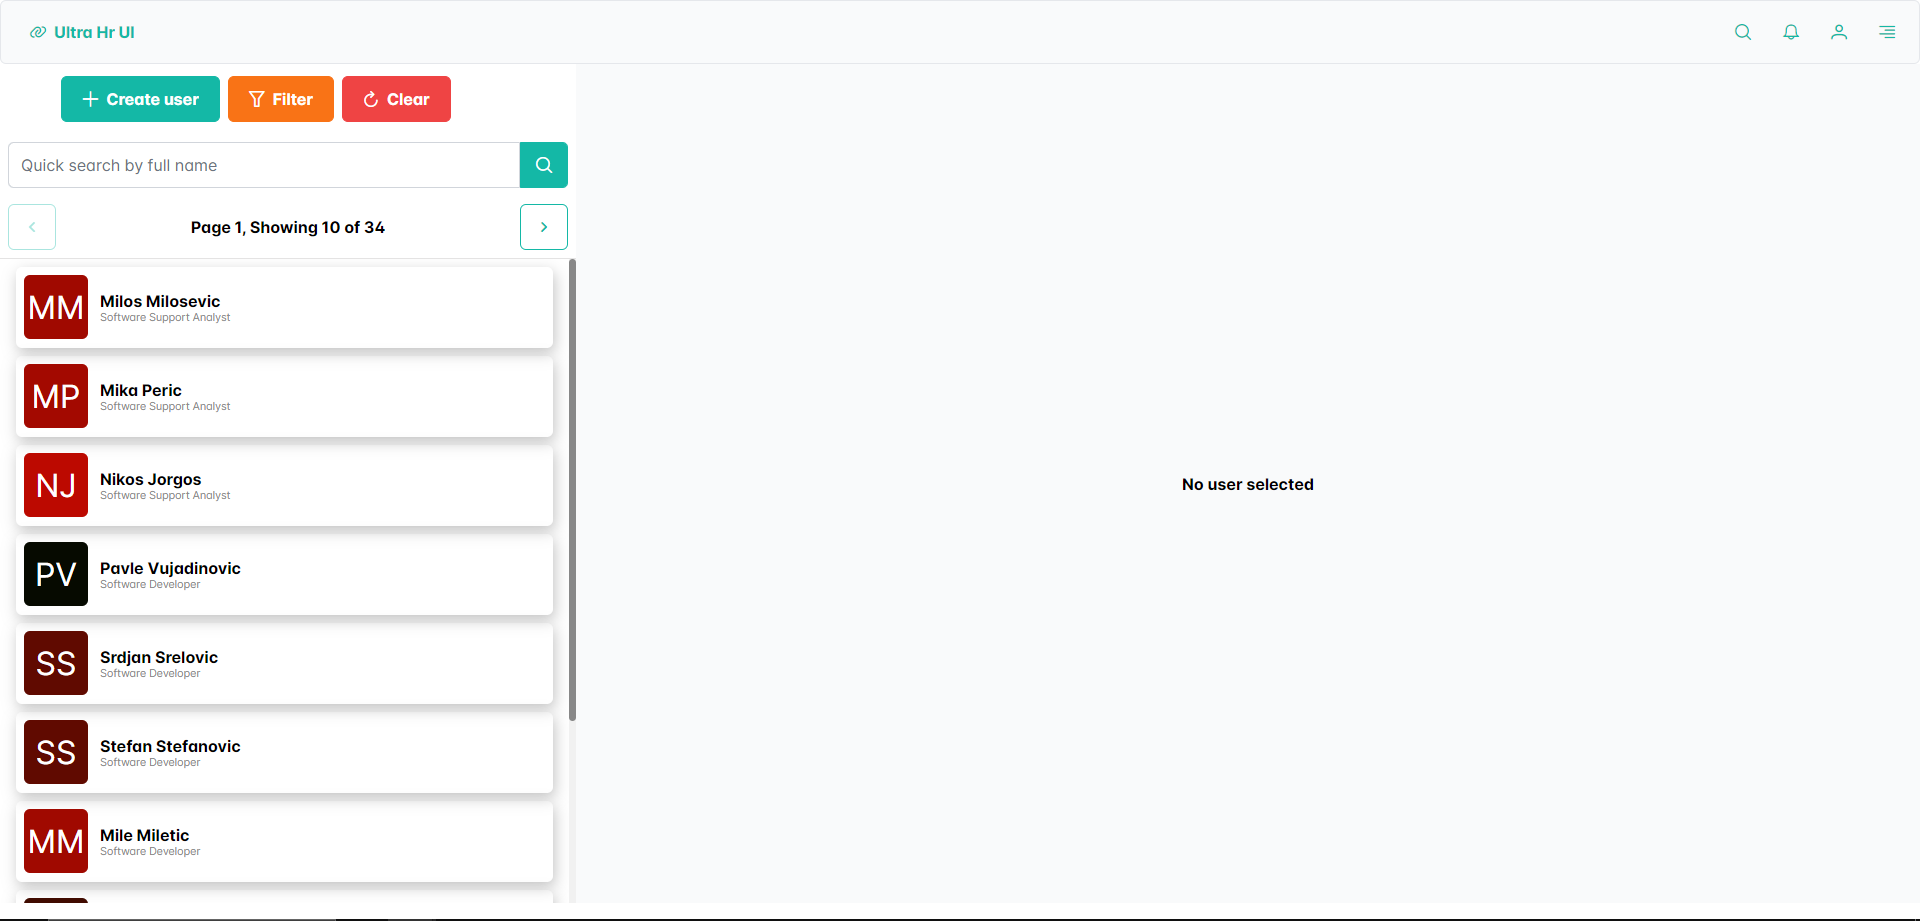 Ultra Hr UI
Create user
Filter
Clear
Quick search by full name
Page 1, Showing 10 of 34
MM
Milos Milosevic
Software Support Analyst
MP
Mika Peric
Software Support Analyst
NJ
Nikos Jorgos
Software Support Analyst
PV
Pavle Vujadinovic
Software Developer
SS
Srdjan Srelovic
Software Developer
SS
Stefan Stefanovic
Software Developer
MM
Mile Miletic
Software Developer
No user selected